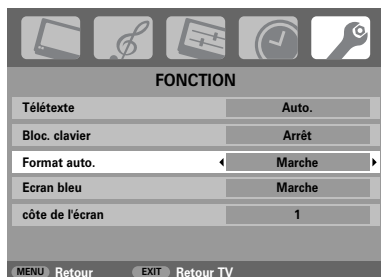 FONCTION
Télétexte Auto.
Bloc. clavier Arrêt
Format auto. Marche
Ecran bleu Marche
côte de l'écran 1
MENU Retour EXIT Retour TV